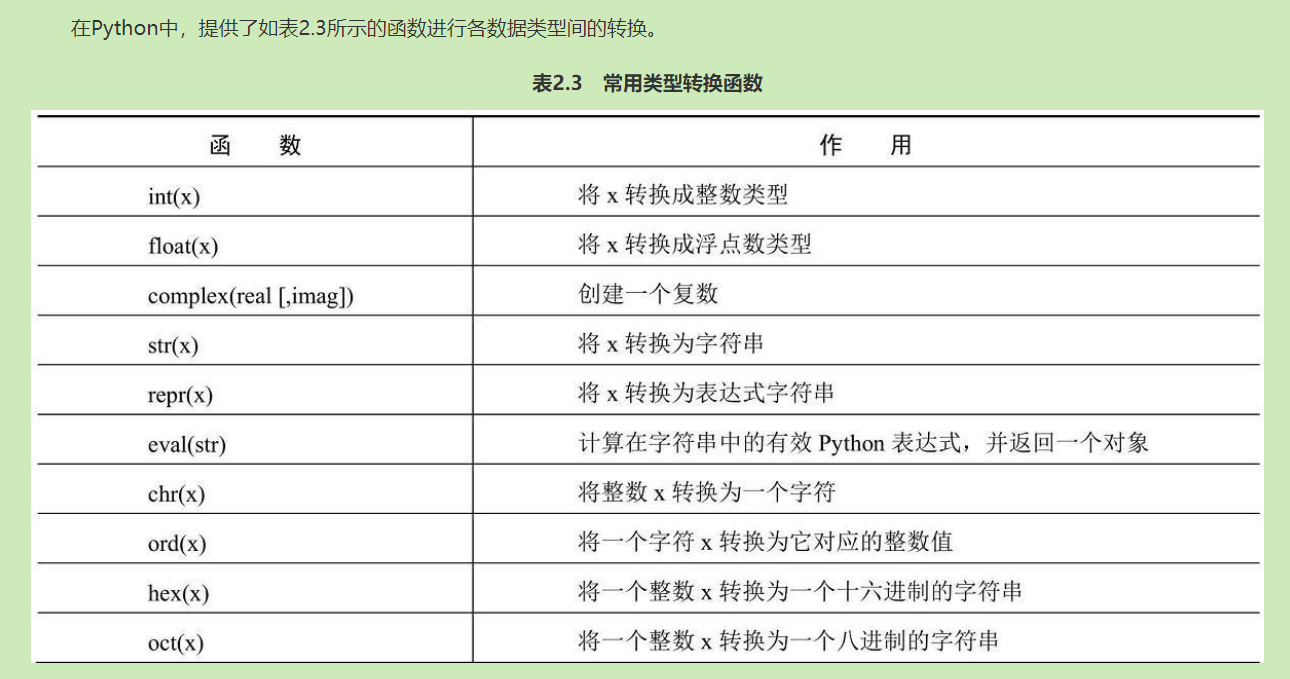 在Python中，提供了如表2.3所示的函数进行各数据类型间的转换。
表2.3 常用类型转换函数
函 数 作 用
int(x) 将 x 转换成整数类型
float(x) 将 x 转换成浮点数类型
complex(real [,imag]) 创建一个复数
str(x) 将 x 转换为字符串
repr(x) 将 x 转换为表达式字符串
eval(str) 计算在字符串中的有效 Python 表达式，并返回一个对象
chr(x) 将整数 x 转换为一个字符
ord(x) 将一个字符 x 转换为它对应的整数值
hex(x) 将一个整数 x 转换为一个十六进制的字符串
oct(x) 将一个整数 x 转换为一个八进制的字符串